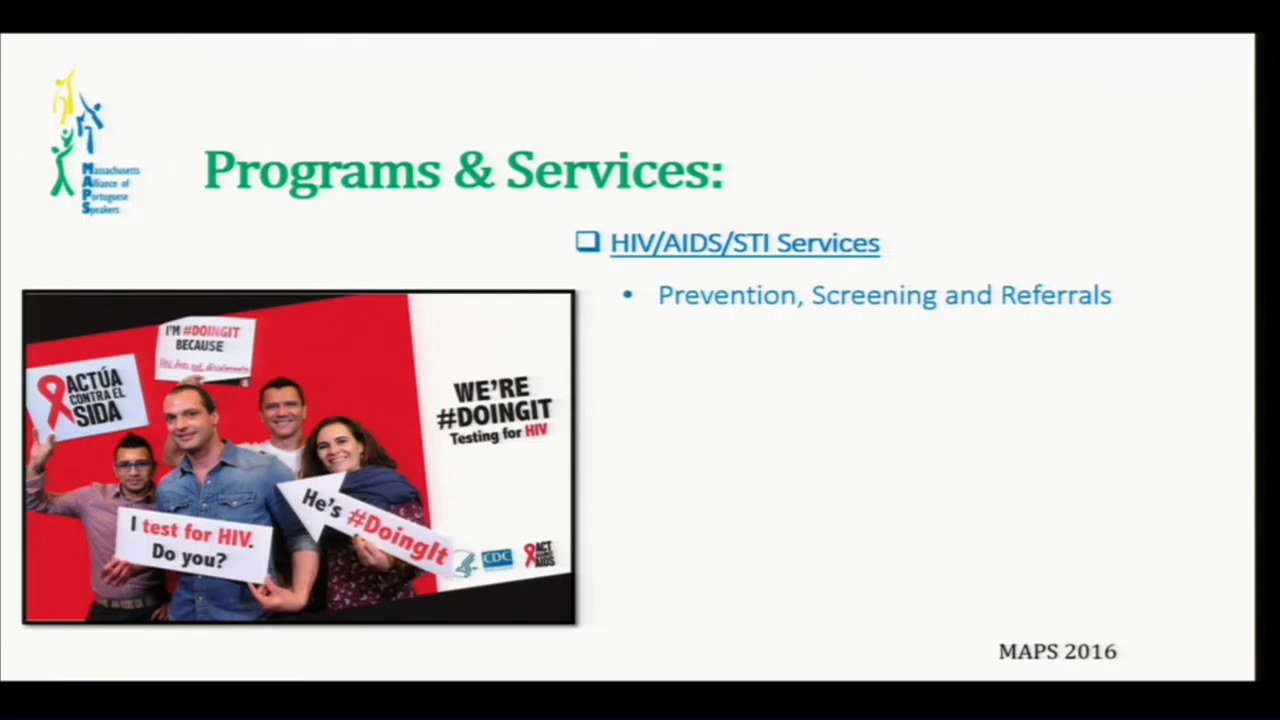 Massachusetts
Alliance of
Portuguese
Speakers
Programs & Services:
HIV/AIDS/STI Services
• Prevention, Screening and Referrals
I'M #DOINGIT
BECAUSE
ACTÚA
CONTRA EL
SIDA
WE'RE
#DOINGIT
Testing for HIV
He's #DoingIt
I test for HIV.
Do you?
CDC
ACT
AIDS
MAPS 2016